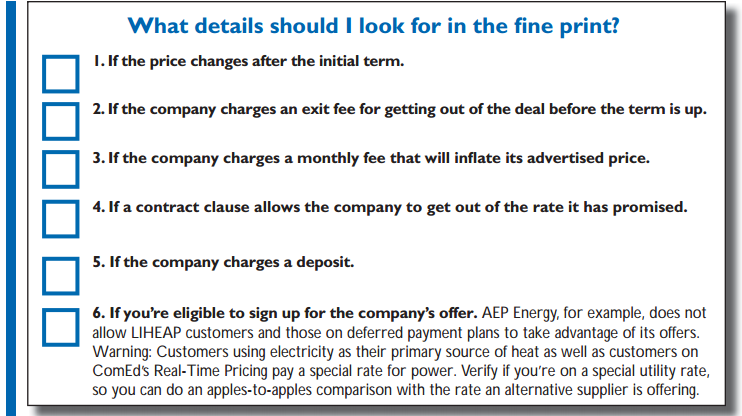 What details should I look for in the fine print?
1. If the price changes after the initial term.
2. If the company charges an exit fee for getting out of the deal before the term is up.
3. If the company charges a monthly fee that will inflate its advertised price.
4. If a contract clause allows the company to get out of the rate it has promised.
5. If the company charges a deposit.
6. If you’re eligible to sign up for the company’s offer. AEP Energy, for example, does not
allow LIHEAP customers and those on deferred payment plans to take advantage of its offers.
Warning: Customers using electricity as their primary source of heat as well as customers on
ComEd’s Real-Time Pricing pay a special rate for power. Verify if you’re on a special utility rate,
so you can do an apples-to-apples comparison with the rate an alternative supplier is offering.